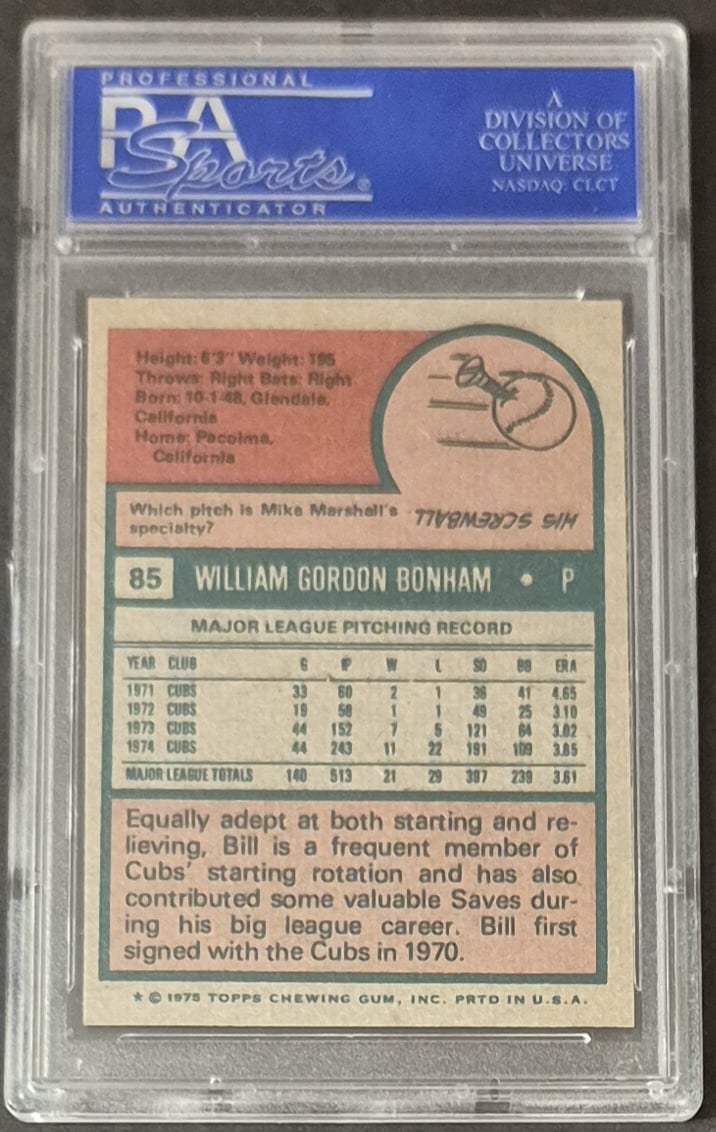 PROFESSIONAL
PSA
Sports®
AUTHENTICATOR
A
DIVISION OF
COLLECTORS
UNIVERSE
NASDAQ: CLCT
Height: 6'3" Weight: 195
Throws: Right Bats: Right
Born: 10-1-48, Glendale,
California
Home: Pacoima,
California
Which pitch is Mike Marshall's
specialty?
HIS SCREWBALL
85 WILLIAM GORDON BONHAM • P
MAJOR LEAGUE PITCHING RECORD
YEAR CLUB G IP W L SO BB ERA
1971 CUBS 33 60 2 1 36 41 4.65
1972 CUBS 19 58 1 1 49 25 3.10
1973 CUBS 44 152 7 5 121 64 3.02
1974 CUBS 44 243 11 22 191 109 3.85
MAJOR LEAGUE TOTALS 140 513 21 29 397 239 3.61
Equally adept at both starting and re-
lieving, Bill is a frequent member of
Cubs' starting rotation and has also
contributed some valuable Saves dur-
ing his big league career. Bill first
signed with the Cubs in 1970.
* © 1975 TOPPS CHEWING GUM, INC. PRTD IN U.S.A.